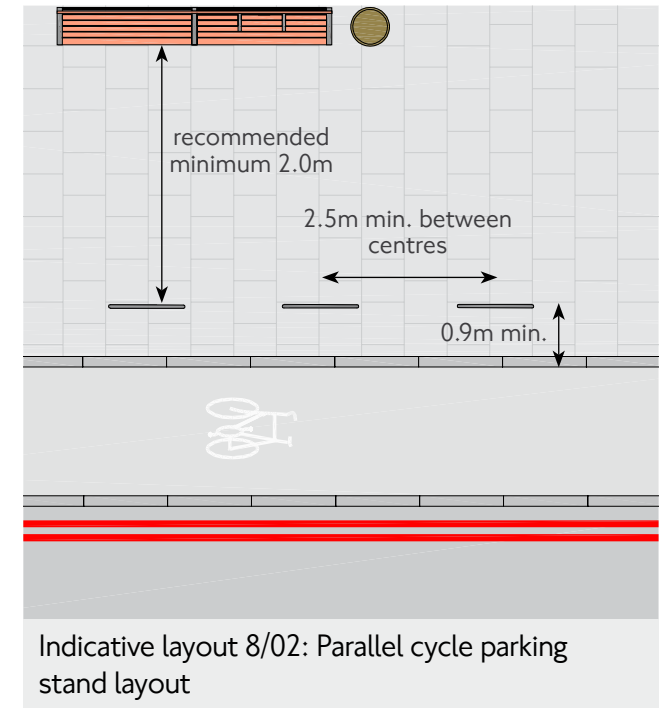 recommended
minimum 2.0m
2.5m min. between
centres
0.9m min.
Indicative layout 8/02: Parallel cycle parking
stand layout